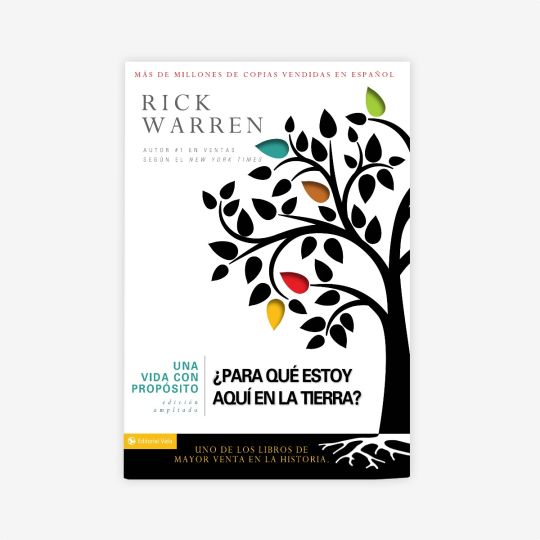 MÁS DE MILLONES DE COPIAS VENDIDAS EN ESPAÑOL
RICK
WARREN
AUTOR #1 EN VENTAS
SEGÚN EL NEW YORK TIMES
UNA
VIDA CON
PROPÓSITO
edición
ampliada
¿PARA QUÉ ESTOY
AQUÍ EN LA TIERRA?
Editorial Vida
UNO DE LOS LIBROS DE
MAYOR VENTA EN LA HISTORIA.